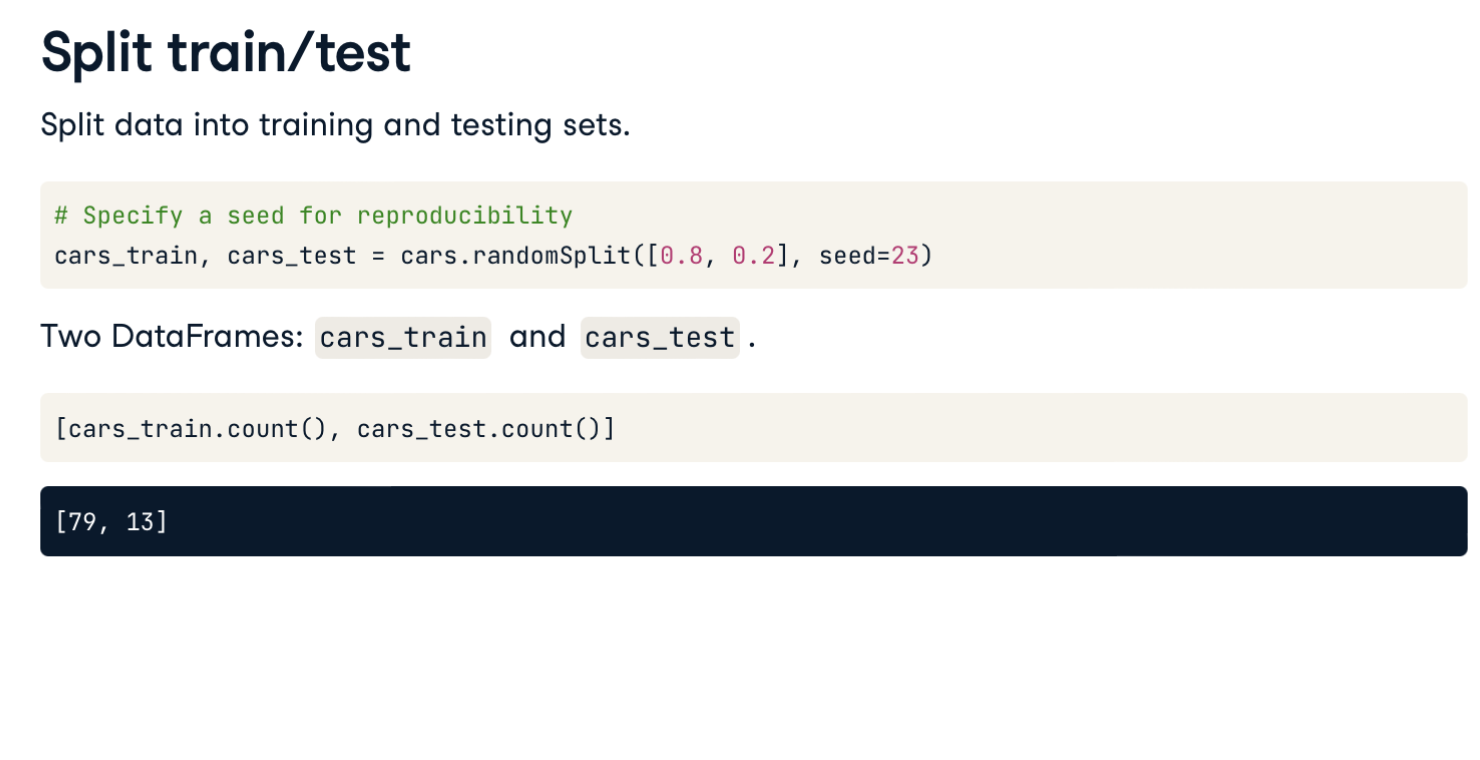 Split train/test
Split data into training and testing sets.
# Specify a seed for reproducibility
cars_train, cars_test = cars.randomSplit([0.8, 0.2], seed=23)
Two DataFrames: cars_train and cars_test .
[cars_train.count(), cars_test.count()]
[79, 13]